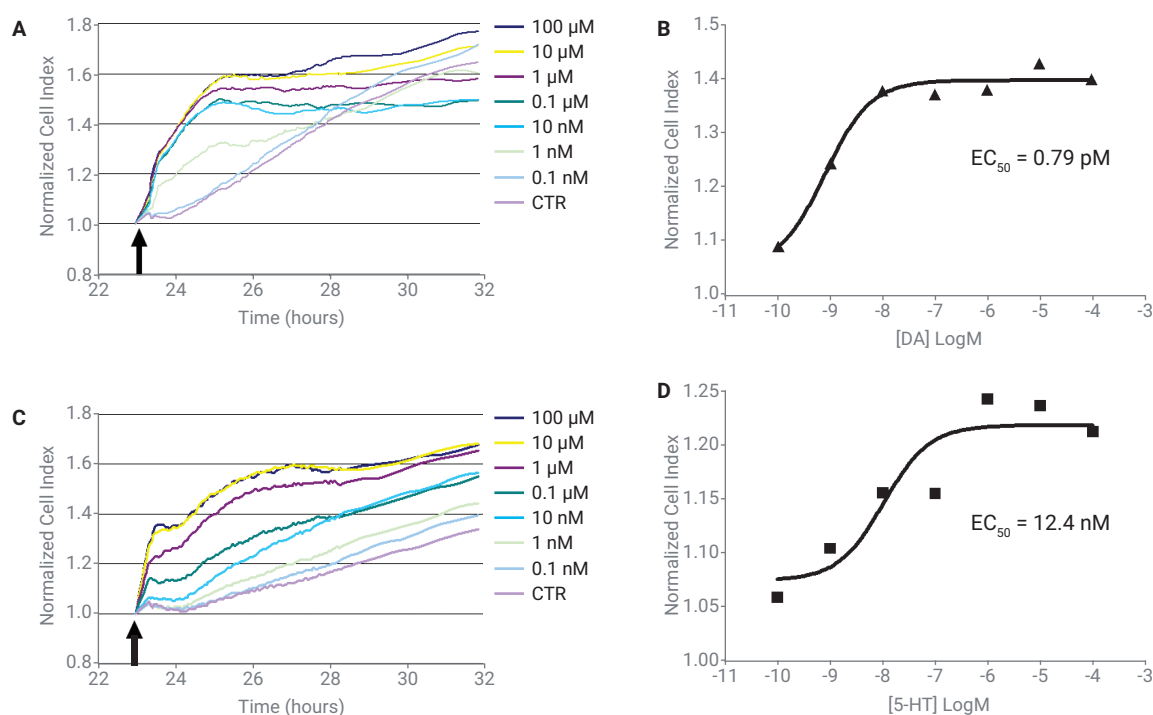 A
Normalized Cell Index
1.8
1.6
1.4
1.2
1.0
0.8
22 24 26 28 30 32
Time (hours)
100 µM
10 µM
1 µM
0.1 µM
10 nM
1 nM
0.1 nM
CTR
B
Normalized Cell Index
1.5
1.4
1.3
1.2
1.1
1.0
EC50 = 0.79 pM
-11 -10 -9 -8 -7 -6 -5 -4 -3
[DA] LogM
C
Normalized Cell Index
1.8
1.6
1.4
1.2
1.0
0.8
22 24 26 28 30 32
Time (hours)
100 µM
10 µM
1 µM
0.1 µM
10 nM
1 nM
0.1 nM
CTR
D
Normalized Cell Index
1.25
1.20
1.15
1.10
1.05
1.00
EC50 = 12.4 nM
-11 -10 -9 -8 -7 -6 -5 -4 -3
[5-HT] LogM